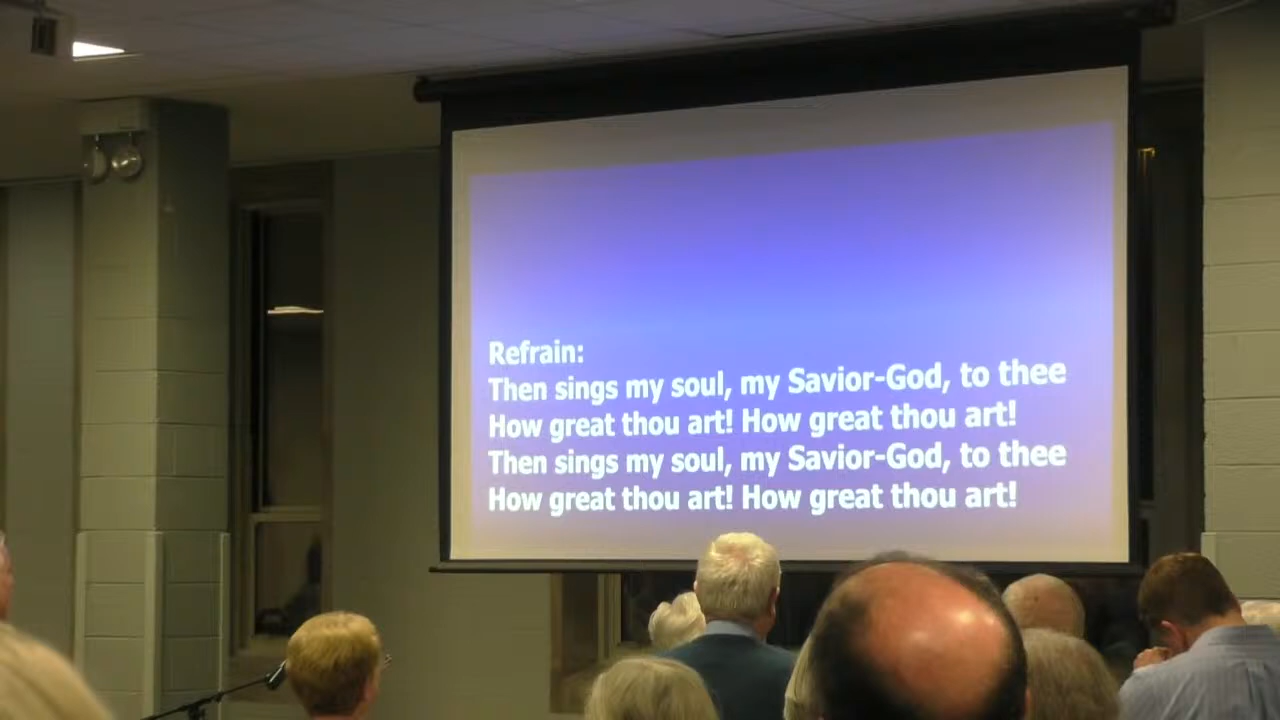 Refrain:
Then sings my soul, my Savior-God, to thee
How great thou art! How great thou art!
Then sings my soul, my Savior-God, to thee
How great thou art! How great thou art!